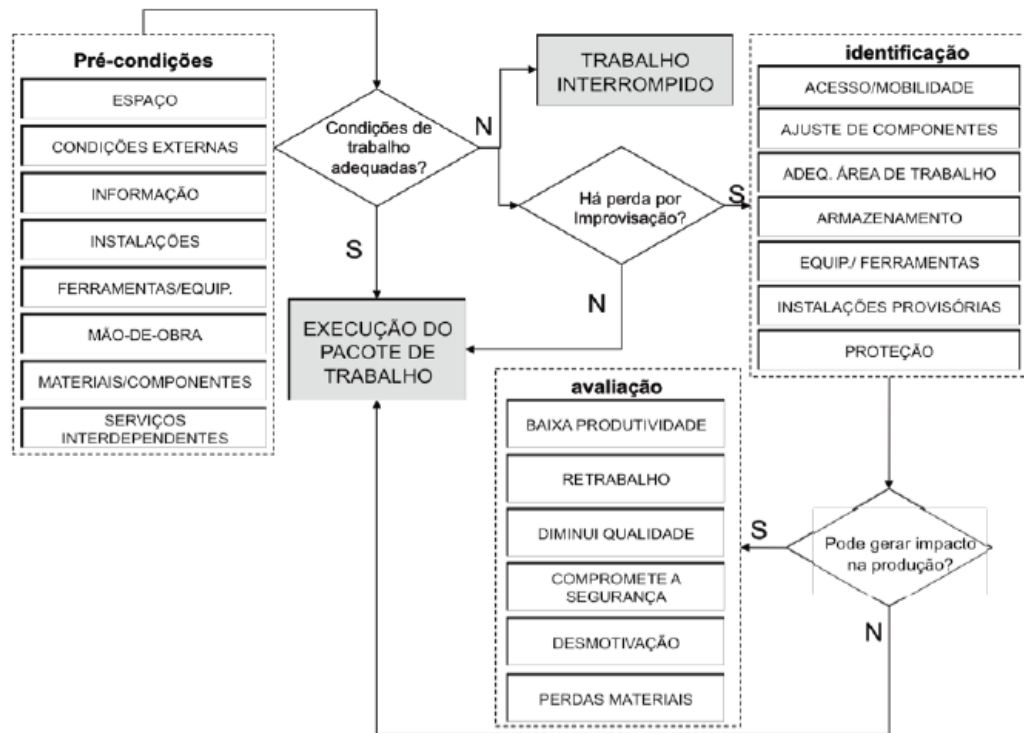 Pré-condições
ESPAÇO
CONDIÇÕES EXTERNAS
INFORMAÇÃO
INSTALAÇÕES
FERRAMENTAS/EQUIP.
MÃO-DE-OBRA
MATERIAIS/COMPONENTES
SERVIÇOS
INTERDEPENDENTES
Condições de
trabalho
adequadas?
N
S
TRABALHO
INTERROMPIDO
Há perda por
Improvisação?
S
N
EXECUÇÃO DO
PACOTE DE
TRABALHO
identificação
ACESSO/MOBILIDADE
AJUSTE DE COMPONENTES
ADEQ. ÁREA DE TRABALHO
ARMAZENAMENTO
EQUIP./ FERRAMENTAS
INSTALAÇÕES PROVISÓRIAS
PROTEÇÃO
Pode gerar impacto
na produção?
S
N
avaliação
BAIXA PRODUTIVIDADE
RETRABALHO
DIMINUI QUALIDADE
COMPROMETE A
SEGURANÇA
DESMOTIVAÇÃO
PERDAS MATERIAIS